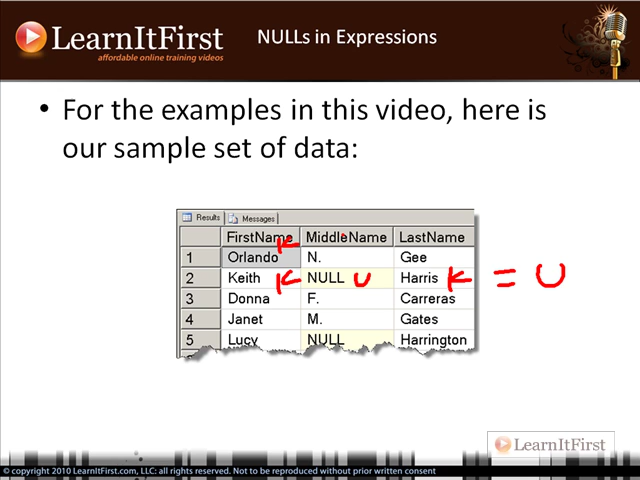 LearnItFirst
affordable online training videos
NULLs in Expressions
• For the examples in this video, here is
our sample set of data:
Results Messages
FirstName MiddleName LastName
K
1 Orlando N. Gee
2 Keith K NULL U Harris K = U
3 Donna F. Carreras
4 Janet M. Gates
5 Lucy NULL Harrington
LearnItFirst
© copyright 2010 LearnItFirst.com, LLC: all rights reserved. Not to be reproduced without prior written consent